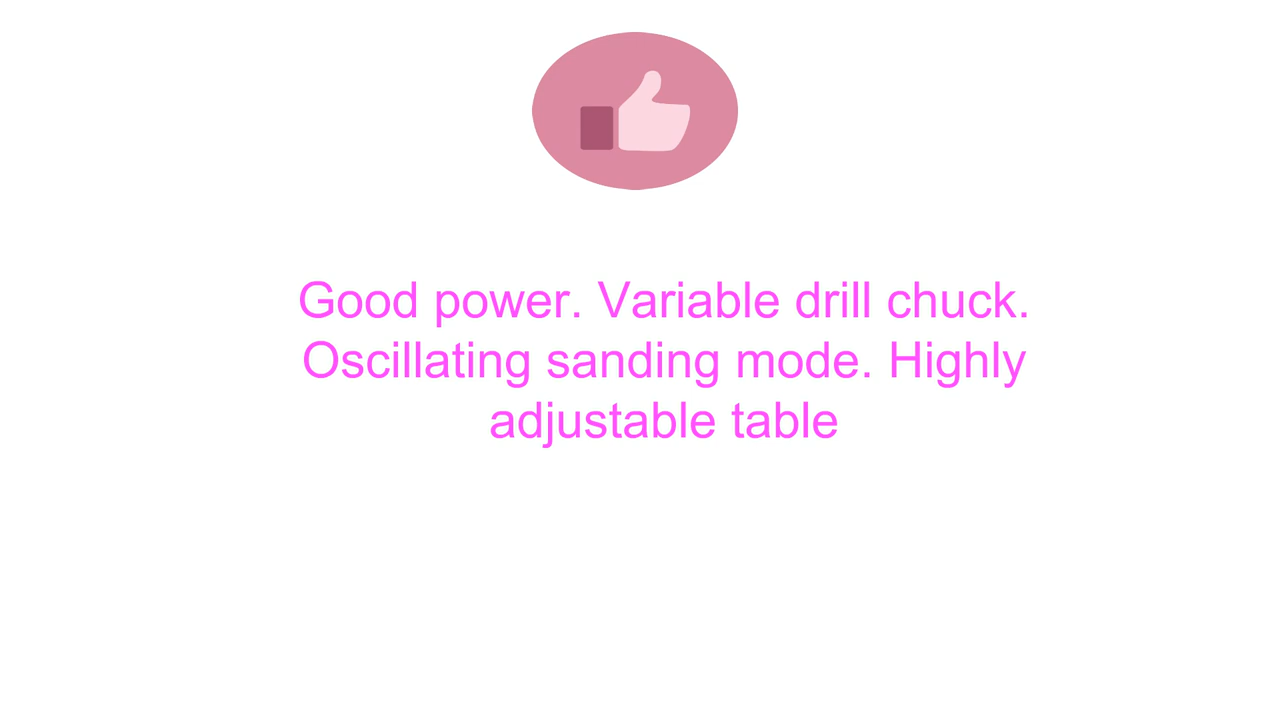 Good power. Variable drill chuck.
Oscillating sanding mode. Highly
adjustable table